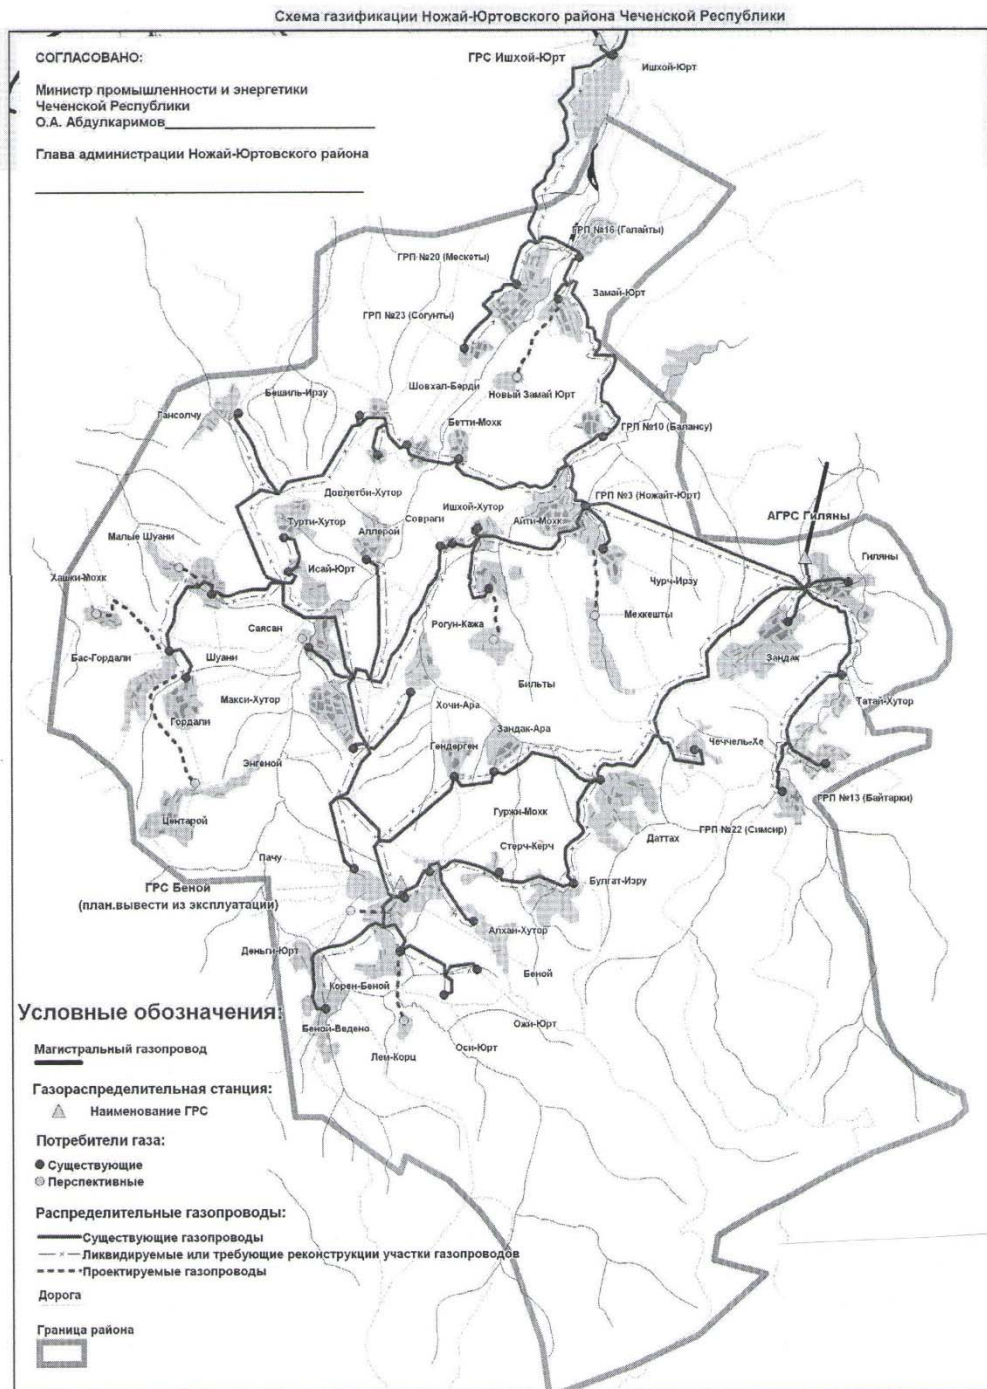 Схема газификации Ножай-Юртовского района Чеченской Республики
СОГЛАСОВАНО:
Министр промышленности и энергетики
Чеченской Республики
О.А. Абдулкаримов
Глава администрации Ножай-Юртовского района
ГРС Ишхой-Юрт
Ишхой-Юрт
ГРП №16 (Галайты)
ГРП №20 (Мескеты)
Замай-Юрт
ГРП №23 (Согунты)
Шовхал-Берди
Новый Замай Юрт
Бешиль-Ирзу
Гансолчу
Бетти-Мохк
ГРП №10 (Балансу)
Довлетби-Хутор
ГРП №3 (Ножайт-Юрт)
Ишхой-Хутор
АГРС Гиляны
Турти-Хутор
Совраги
Айти-Мохк
Аллерой
Малые Шуани
Гиляны
Исай-Юрт
Хашки-Мохк
Чурч-Ирзу
Мехкешты
Рогун-Кажа
Саясан
Бас-Гордали
Шуани
Зандак
Бильты
Макси-Хутор
Хочи-Ара
Татай-Хутор
Гордали
Зандак-Ара
Чеччель-Хе
Гендерген
Энгеной
ГРП №13 (Байтарки)
Гуржи-Мохк
Центарой
ГРП №22 (Симсир)
Даттах
Стерч-Керч
Пачу
Булгат-Иэру
ГРС Беной
(план.вывести из эксплуатации)
Алхан-Хутор
Деньги-Юрт
Беной
Корен-Беной
Условные обозначения:
Беной-Ведено
Ожи-Юрт
Оси-Юрт
Лем-Корц
Магистральный газопровод
Газораспределительная станция:
Наименование ГРС
Потребители газа:
Существующие
Перспективные
Распределительные газопроводы:
Существующие газопроводы
Ликвидируемые или требующие реконструкции участки газопроводов
Проектируемые газопроводы
Дорога
Граница района